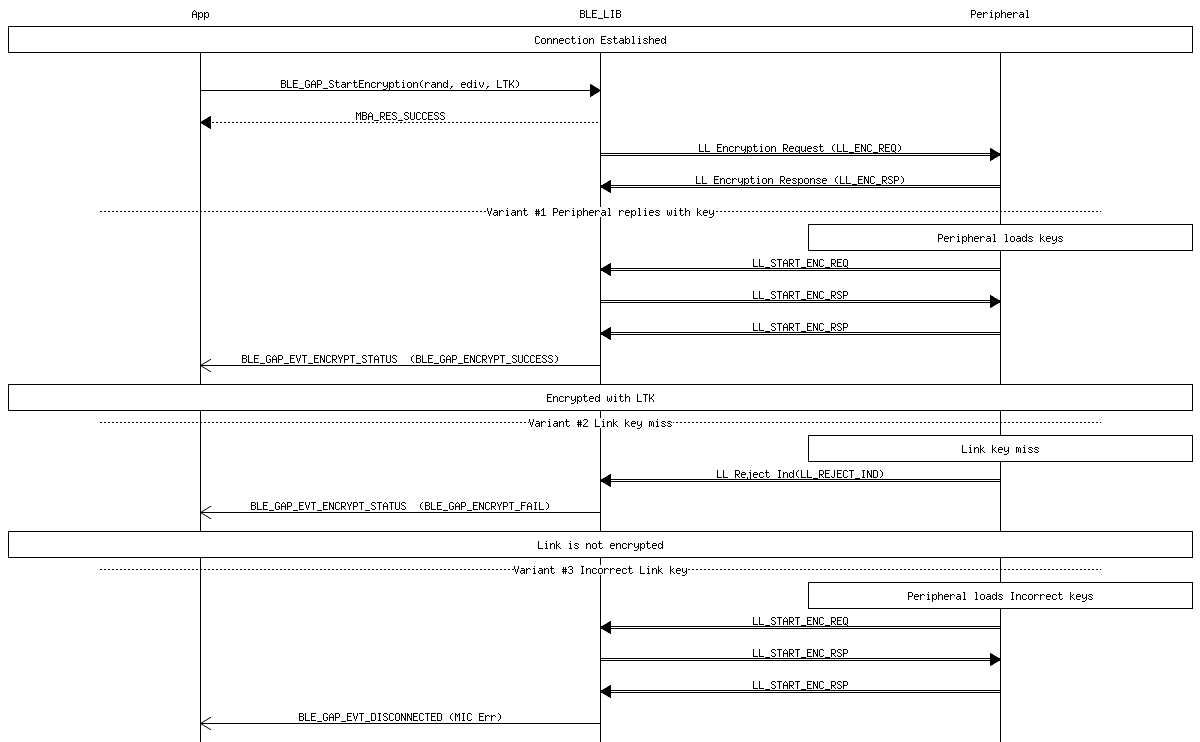 App BLE_LIB Peripheral
Connection Established
BLE_GAP_StartEncryption(rand, ediv, LTK)
MBA_RES_SUCCESS
LL Encryption Request (LL_ENC_REQ)
LL Encryption Response (LL_ENC_RSP)
Variant #1 Peripheral replies with key
Peripheral loads keys
LL_START_ENC_REQ
LL_START_ENC_RSP
LL_START_ENC_RSP
BLE_GAP_EVT_ENCRYPT_STATUS (BLE_GAP_ENCRYPT_SUCCESS)
Encrypted with LTK
Variant #2 Link key miss
Link key miss
LL Reject Ind(LL_REJECT_IND)
BLE_GAP_EVT_ENCRYPT_STATUS (BLE_GAP_ENCRYPT_FAIL)
Link is not encrypted
Variant #3 Incorrect Link key
Peripheral loads Incorrect keys
LL_START_ENC_REQ
LL_START_ENC_RSP
LL_START_ENC_RSP
BLE_GAP_EVT_DISCONNECTED (MIC Err)